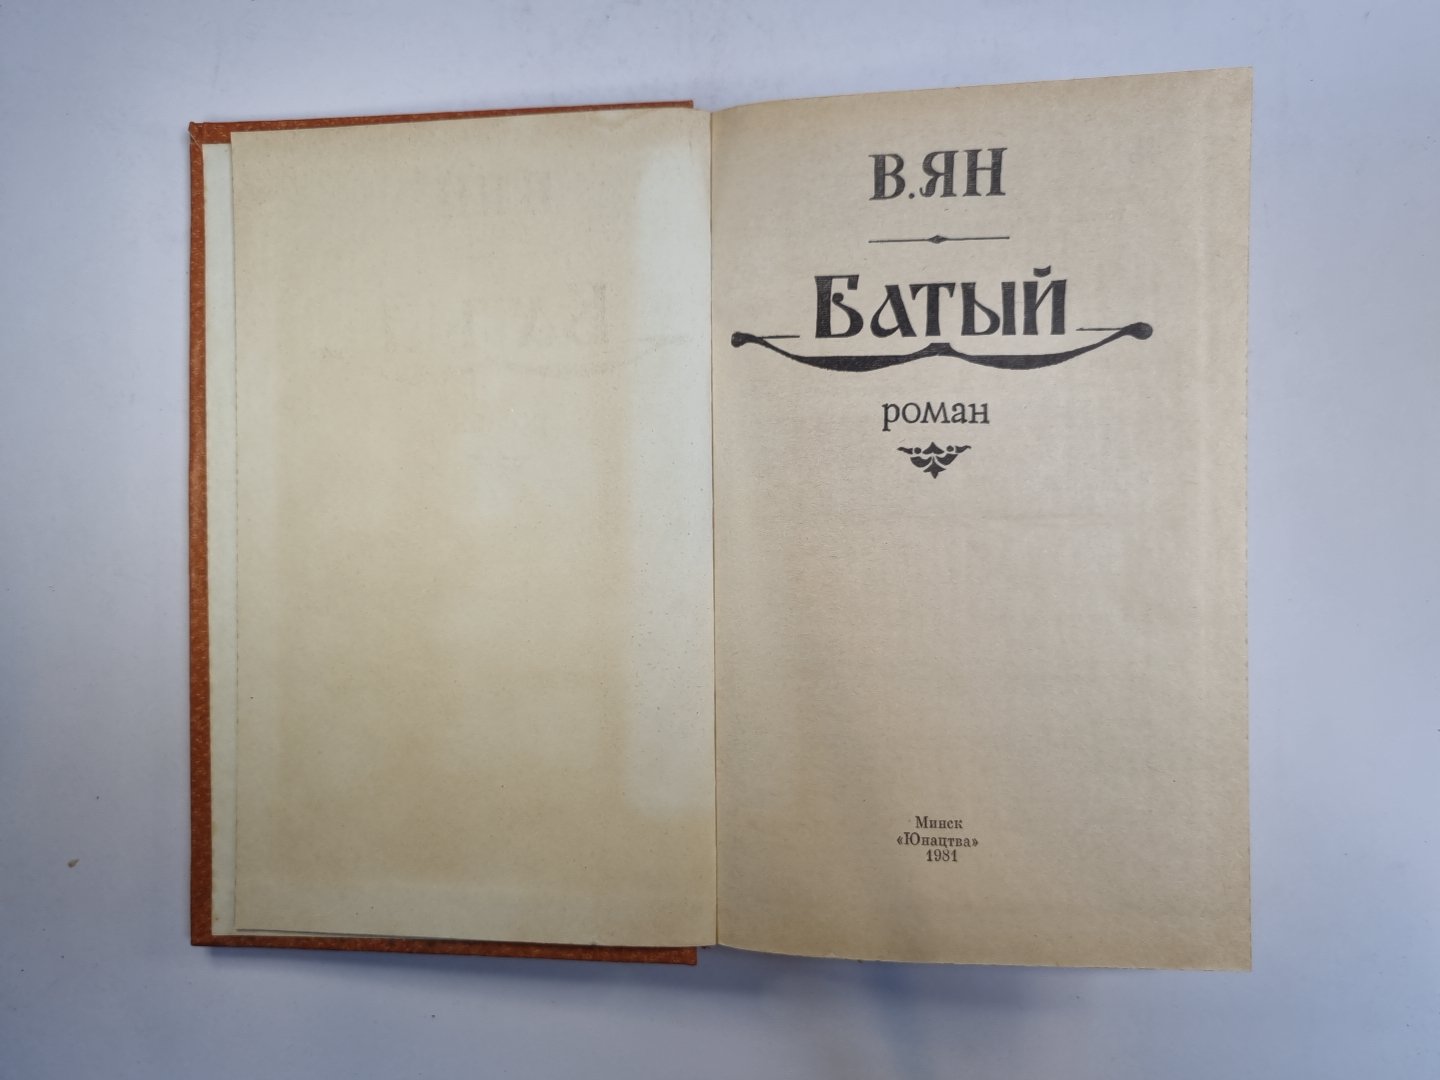 В.ЯН
БАТЫЙ
роман
Минск
«Юнацтва»
1981